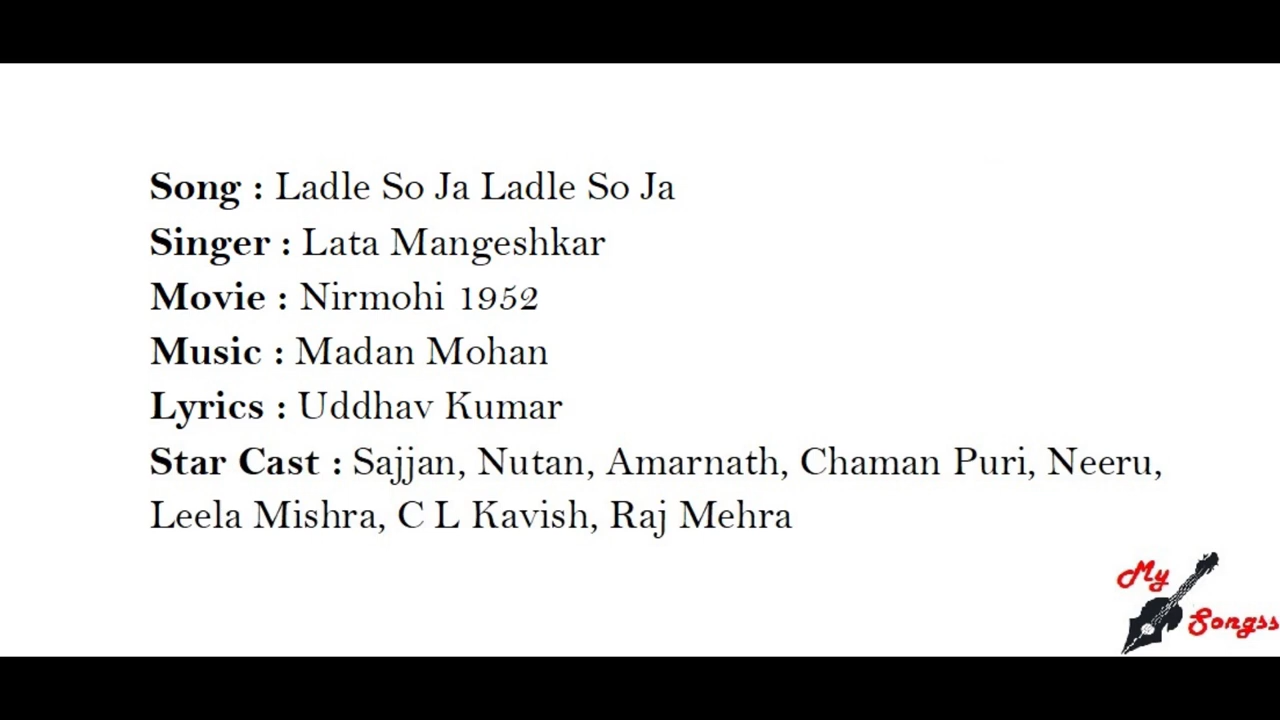 Song : Ladle So Ja Ladle So Ja
Singer : Lata Mangeshkar
Movie : Nirmohi 1952
Music : Madan Mohan
Lyrics : Uddhav Kumar
Star Cast : Sajjan, Nutan, Amarnath, Chaman Puri, Neeru,
Leela Mishra, C L Kavish, Raj Mehra
My
Songss